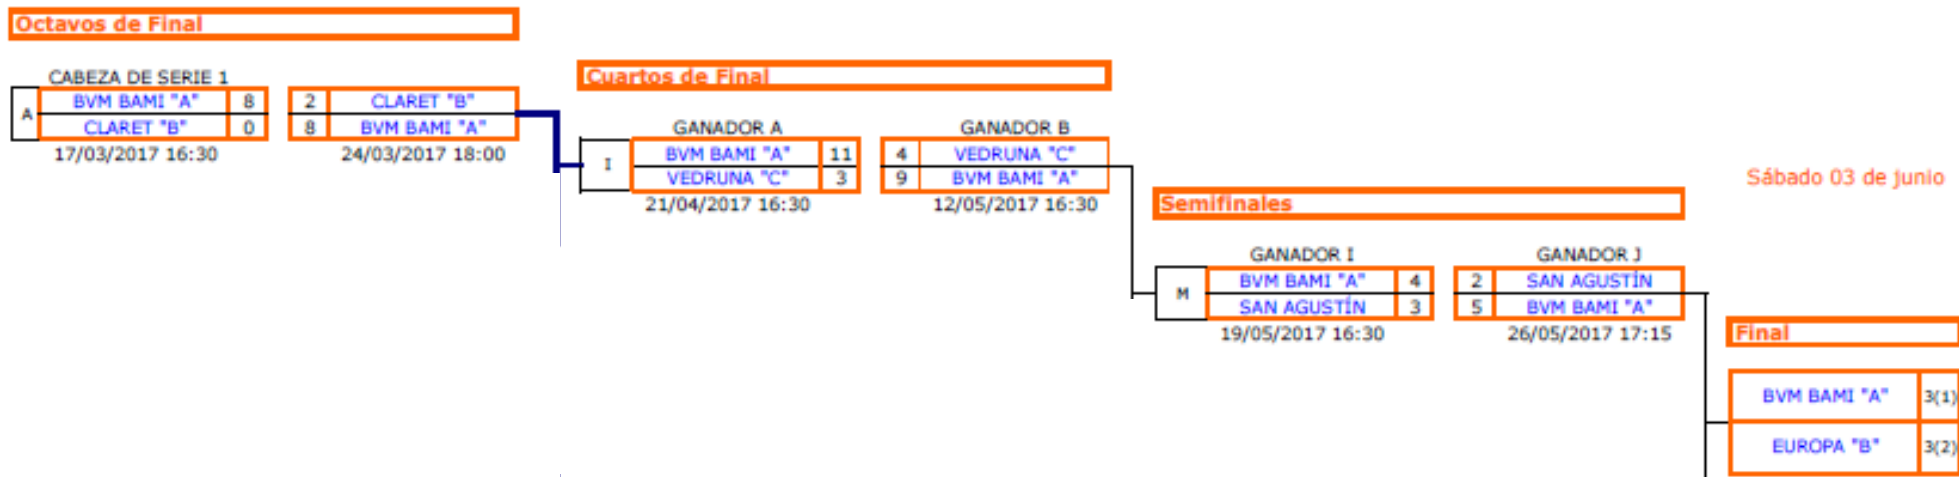 Octavos de Final
CABEZA DE SERIE 1
A
BVM BAMI "A" 8
CLARET "B" 0
17/03/2017 16:30
2 CLARET "B"
8 BVM BAMI "A"
24/03/2017 18:00
Cuartos de Final
GANADOR A
I
BVM BAMI "A" 11
VEDRUNA "C" 3
21/04/2017 16:30
GANADOR B
4 VEDRUNA "C"
9 BVM BAMI "A"
12/05/2017 16:30
Semifinales
GANADOR I
M
BVM BAMI "A" 4
SAN AGUSTÍN 3
19/05/2017 16:30
GANADOR J
2 SAN AGUSTÍN
5 BVM BAMI "A"
26/05/2017 17:15
Sábado 03 de junio
Final
BVM BAMI "A" 3(1)
EUROPA "B" 3(2)